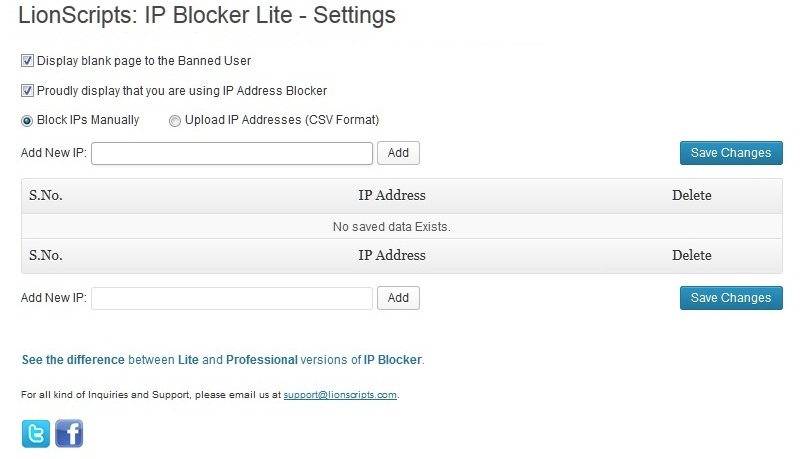 LionScripts: IP Blocker Lite - Settings
Display blank page to the Banned User
Proudly display that you are using IP Address Blocker
Block IPs Manually Upload IP Addresses (CSV Format)
Add New IP: Add Save Changes
S.No. IP Address Delete
No saved data Exists.
S.No. IP Address Delete
Add New IP: Add Save Changes
See the difference between Lite and Professional versions of IP Blocker.
For all kind of Inquiries and Support, please email us at support@lionscripts.com.